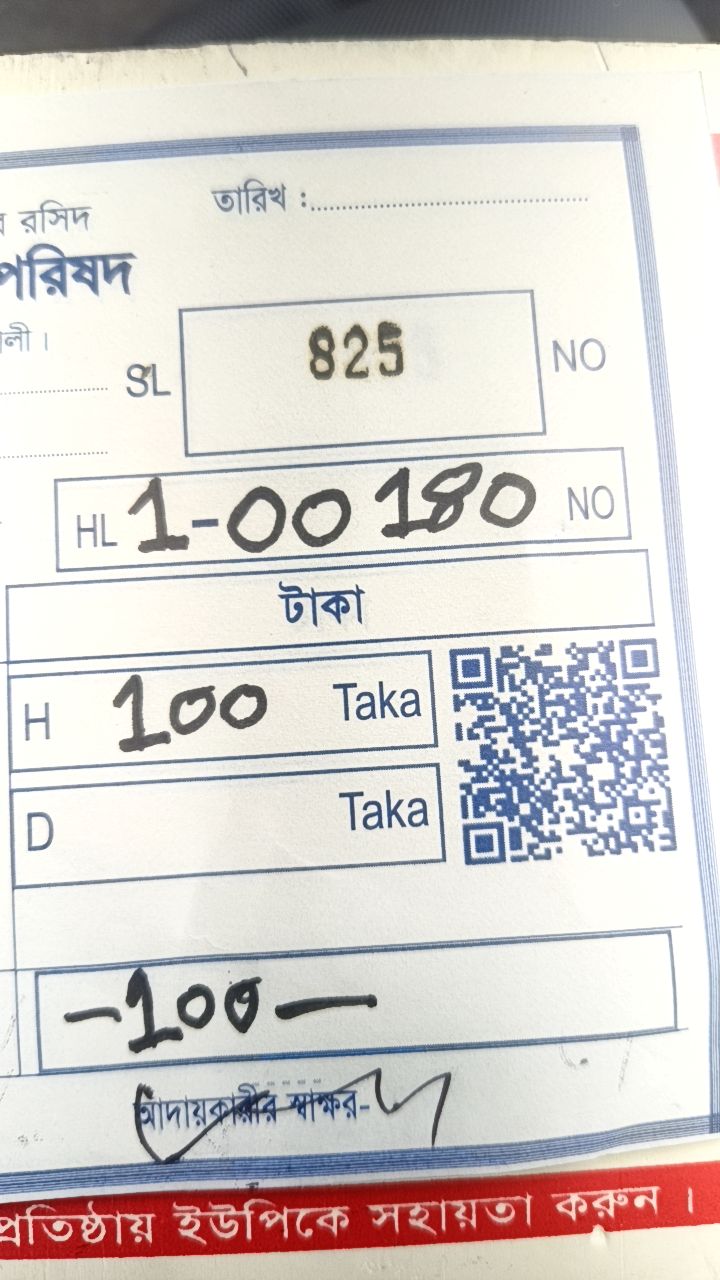 রসিদ
তারিখ :
পরিষদ
SL 825 NO
HL 1-00180 NO
টাকা
H 100 Taka
D Taka
-100-
আদায়কারীর স্বাক্ষর-
প্রতিষ্ঠায় ইউপিকে সহায়তা করুন ।